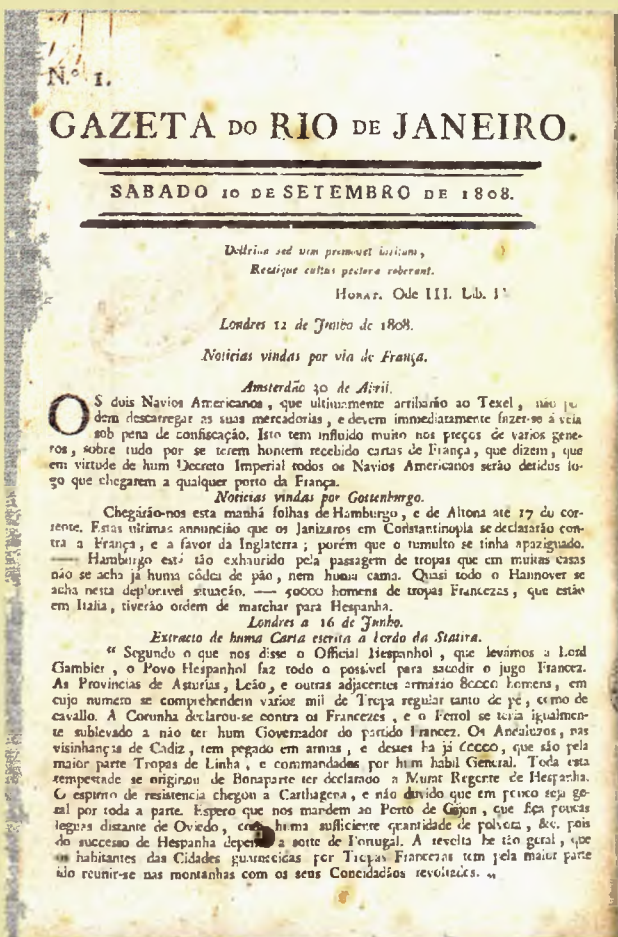 N.º 1.
GAZETA DO RIO DE JANEIRO.
SABADO 10 DE SETEMBRO DE 1808.
Doctrina sed vim promovet insitam,
Rectique cultus pectora roborant.
HORAT. Ode III. Lib. I
Londres 12 de Junho de 1808.
Noticias vindas por via de França.
Amsterdão 30 de Abril.
OS dois Navios Americanos, que ultimamente arribarão ao Texel, não po
dem descarregar as suas mercadorias, e devem immediatamente fazer-se á vela
sob pena de confiscação. Isto tem influido muito nos preços de varios gene-
ros, sobre tudo por se terem hontem recebido cartas de França, que dizem, que
em virtude de hum Decreto Imperial todos os Navios Americanos serão detidos lo-
go que chegarem a qualquer porto da França.
Noticias vindas por Gottenburgo.
Chegárão-nos esta manhá folhas de Hamburgo, e de Altona até 17 do cor-
rente. Estas ultimas annuncião que os Janizaros em Constantinopla se declararão con-
tra a França, e a favor da Inglaterra; porém que o tumulto se tinha apaziguado.
— Hamburgo está tão exhaurido pela passagem de tropas que em muitas casas
não se acha já huma côdea de pão, nem huma cama. Quasi todo o Hannover se
acha nesta deploravel situação. — 50000 homens de tropas Francezas, que estão
em Italia, tiverão ordem de marchar para Hespanha.
Londres a 16 de Junho.
Extracto de huma Carta escrita a bordo da Statira.
“ Segundo o que nos disse o Official Hespanhol, que levámos a Lord
Gambier, o Povo Hespanhol faz todo o possivel para sacodir o jugo Francez.
As Provincias de Asturias, Leão, e outras adjacentes armárão 80000 homens, em
cujo numero se comprehendem varios mil de Tropa regular tanto de pé, como de
cavallo. A Corunha declarou-se contra os Francezes, e o Ferrol se teria igualmen-
te sublevado a não ter hum Governador do partido Francez. Os Andaluzos, nas
visinhanças de Cadiz, tem pegado em armas, e destes ha já 60000, que são pela
maior parte Tropas de Linha, e commandadas por hum habil General. Toda esta
tempestade se originou de Bonaparte ter declarado a Murat Regente de Hespanha.
O espirito de resistencia chegou a Carthagena, e não duvido que em pouco seja ge-
ral por toda a parte. Espero que nos mandem ao Porto de Gijon, que fica poucas
leguas distante de Oviedo, com huma sufficiente quantidade de polvora, &c. pois
do successo de Hespanha depende a sorte de Portugal. A revolta he tão geral, que
os habitantes das Cidades guarnecidas por Tropas Francezas tem pela maior parte
ido reunir-se nas montanhas com os seus Concidadãos revoltados. „